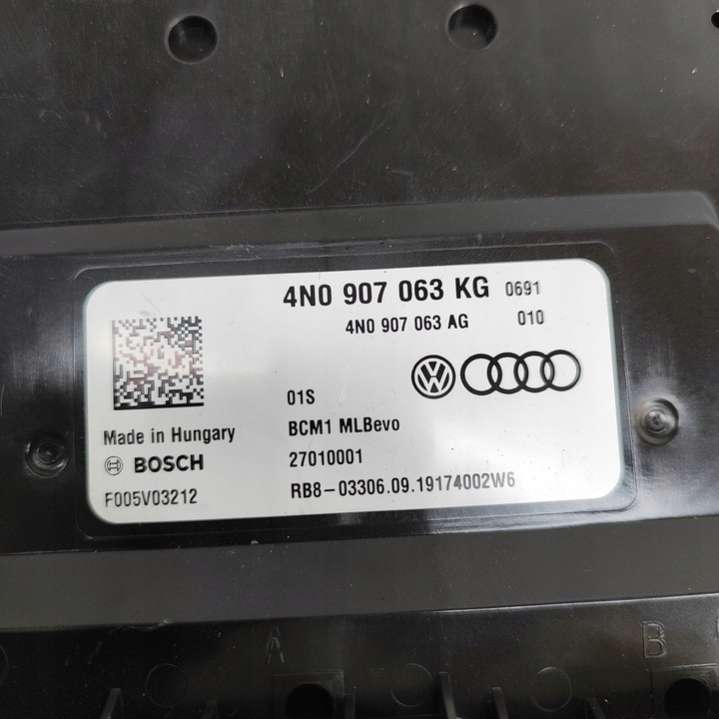 4N0 907 063 KG 0691
4N0 907 063 AG 010
01S
Made in Hungary
BCM1 MLBevo
BOSCH
27010001
F005V03212
RB8-03306.09.19174002W6
A
B